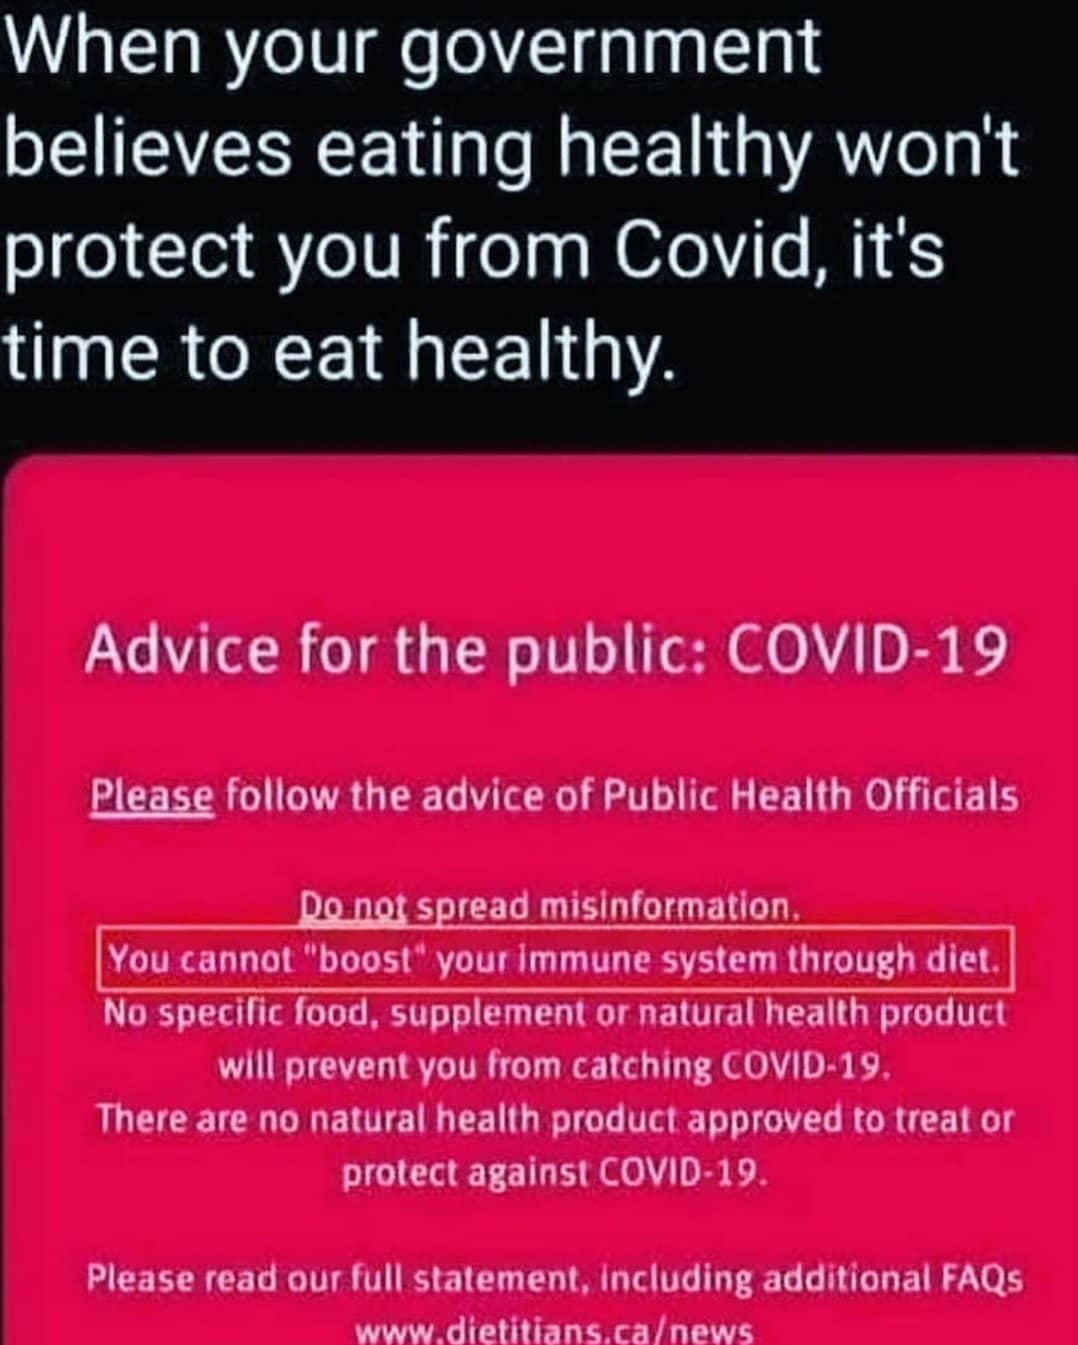 When your government
believes eating healthy won't
protect you from Covid, it's
time to eat healthy.
Advice for the public: COVID-19
Please follow the advice of Public Health Officials
Do not spread misinformation.
You cannot "boost" your immune system through diet.
No specific food, supplement or natural health product
will prevent you from catching COVID-19.
There are no natural health product approved to treat or
protect against COVID-19.
Please read our full statement, including additional FAQs
www.dietitians.ca/news